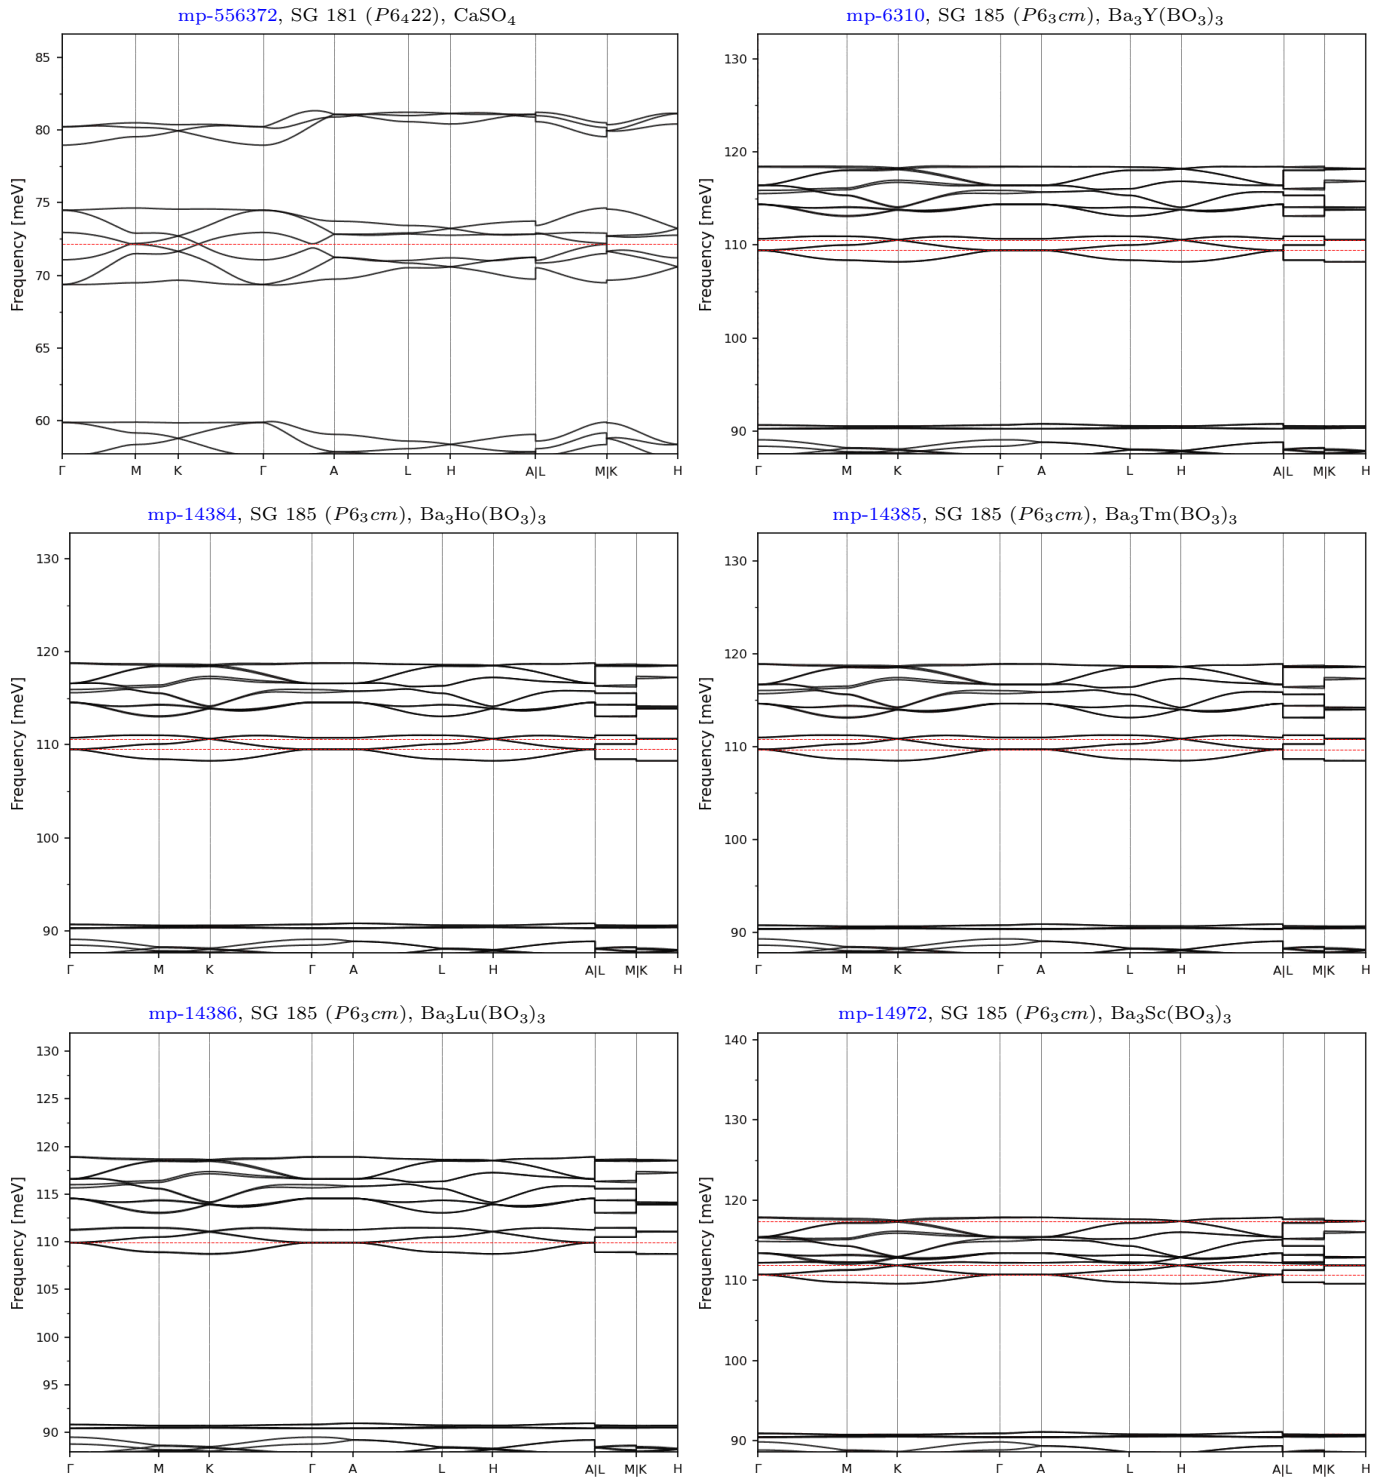 mp-556372, SG 181 (P6₄22), CaSO₄
Frequency [meV]
85
80
75
70
65
60
Γ M K Γ A L H A|L M|K H
mp-6310, SG 185 (P6₃cm), Ba₃Y(BO₃)₃
Frequency [meV]
130
120
110
100
90
Γ M K Γ A L H A|L M|K H
mp-14384, SG 185 (P6₃cm), Ba₃Ho(BO₃)₃
Frequency [meV]
130
120
110
100
90
Γ M K Γ A L H A|L M|K H
mp-14385, SG 185 (P6₃cm), Ba₃Tm(BO₃)₃
Frequency [meV]
130
120
110
100
90
Γ M K Γ A L H A|L M|K H
mp-14386, SG 185 (P6₃cm), Ba₃Lu(BO₃)₃
Frequency [meV]
130
125
120
115
110
105
100
95
90
Γ M K Γ A L H A|L M|K H
mp-14972, SG 185 (P6₃cm), Ba₃Sc(BO₃)₃
Frequency [meV]
140
130
120
110
100
90
Γ M K Γ A L H A|L M|K H